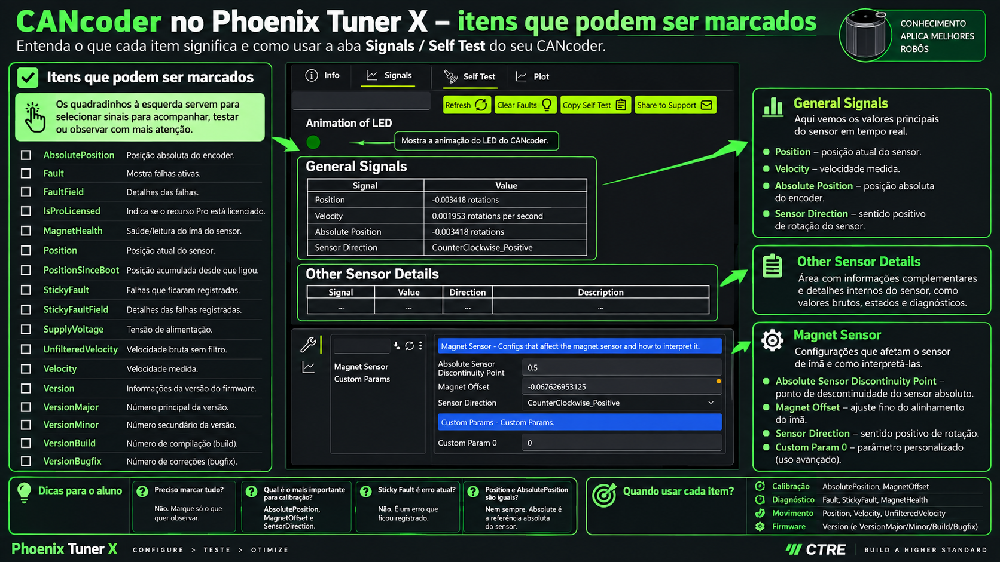 CANcoder no Phoenix Tuner X – itens que podem ser marcados
Entenda o que cada item significa e como usar a aba Signals / Self Test do seu CANcoder.
CONHECIMENTO
APLICA MELHORES
ROBÔS
Itens que podem ser marcados
Os quadradinhos à esquerda servem para
selecionar sinais para acompanhar, testar
ou observar com mais atenção.
AbsolutePosition Posição absoluta do encoder.
Fault Mostra falhas ativas.
FaultField Detalhes das falhas.
IsProLicensed Indica se o recurso Pro está licenciado.
MagnetHealth Saúde/leitura do ímã do sensor.
Position Posição atual do sensor.
PositionSinceBoot Posição acumulada desde que ligou.
StickyFault Falhas que ficaram registradas.
StickyFaultField Detalhes das falhas registradas.
SupplyVoltage Tensão de alimentação.
UnfilteredVelocity Velocidade bruta sem filtro.
Velocity Velocidade medida.
Version Informações da versão do firmware.
VersionMajor Número principal da versão.
VersionMinor Número secundário da versão.
VersionBuild Número de compilação (build).
VersionBugfix Número de correções (bugfix).
Info Signals Self Test Plot
Refresh Clear Faults Copy Self Test Share to Support
Animation of LED
Mostra a animação do LED do CANcoder.
General Signals
Signal Value
Position -0.003418 rotations
Velocity 0.001953 rotations per second
Absolute Position -0.003418 rotations
Sensor Direction CounterClockwise_Positive
Other Sensor Details
Signal Value Direction Description
... ... ... ...
Magnet Sensor
Custom Params
Magnet Sensor - Configs that affect the magnet sensor and how to interpret it.
Absolute Sensor
Discontinuity Point 0.5
Magnet Offset -0.067626953125
Sensor Direction CounterClockwise_Positive
Custom Params - Custom Params.
Custom Param 0 0
General Signals
Aqui vemos os valores principais
do sensor em tempo real.
Position – posição atual do sensor.
Velocity – velocidade medida.
Absolute Position – posição absoluta
do encoder.
Sensor Direction – sentido positivo
de rotação do sensor.
Other Sensor Details
Área com informações complementares
e detalhes internos do sensor, como
valores brutos, estados e diagnósticos.
Magnet Sensor
Configurações que afetam o sensor
de ímã e como interpretá-las.
Absolute Sensor Discontinuity Point –
ponto de descontinuidade do sensor absoluto.
Magnet Offset – ajuste fino do alinhamento
do ímã.
Sensor Direction – sentido positivo de rotação.
Custom Param 0 – parâmetro personalizado
(uso avançado).
Dicas para o aluno
Preciso marcar tudo?
Não. Marque só o que
quer observar.
Qual é o mais importante
para calibração?
AbsolutePosition,
MagnetOffset e
SensorDirection.
Sticky Fault é erro atual?
Não. É um erro que
ficou registrado.
Position e AbsolutePosition
são iguais?
Nem sempre. Absolute é
a referência absoluta
do sensor.
Quando usar cada item?
Calibração AbsolutePosition, MagnetOffset
Diagnóstico Fault, StickyFault, MagnetHealth
Movimento Position, Velocity, UnfilteredVelocity
Firmware Version (e VersionMajor/Minor/Build/Bugfix)
Phoenix Tuner X CONFIGURE > TESTE > OTIMIZE
CTRE BUILD A HIGHER STANDARD